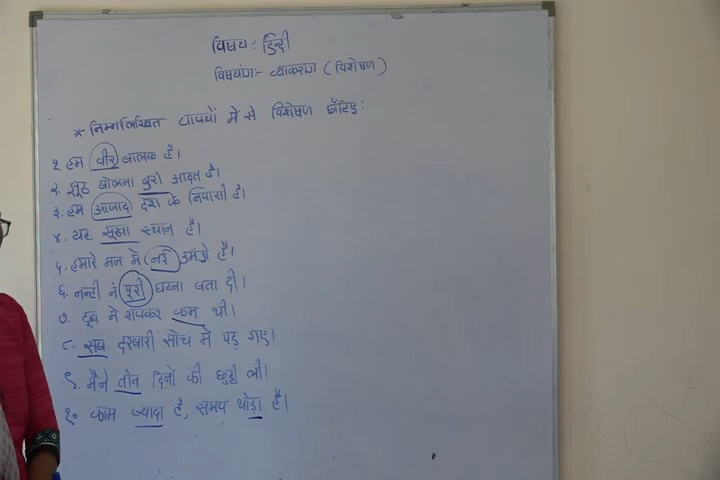 विषय:- हिन्दी
विषयांग:- व्याकरण (विशेषण)
* निम्नलिखित वाक्यों में से विशेषण छाँटिए:
१. हम वीर बालक है।
२. झूठ बोलना बुरी आदत है।
३. हम आजाद देश के निवासी है।
४. यह सूखा स्थान है।
५. हमारे मन में नई उमंगे है।
६. नन्ही नें पूरी घटना बता दी।
७. दूध में शक्कर कम थी।
८. सब दरबारी सोच में पड़ गए।
९. मैंने तीन दिनों की छुट्टी ली।
१० काम ज्यादा है, समय थोड़ा है।